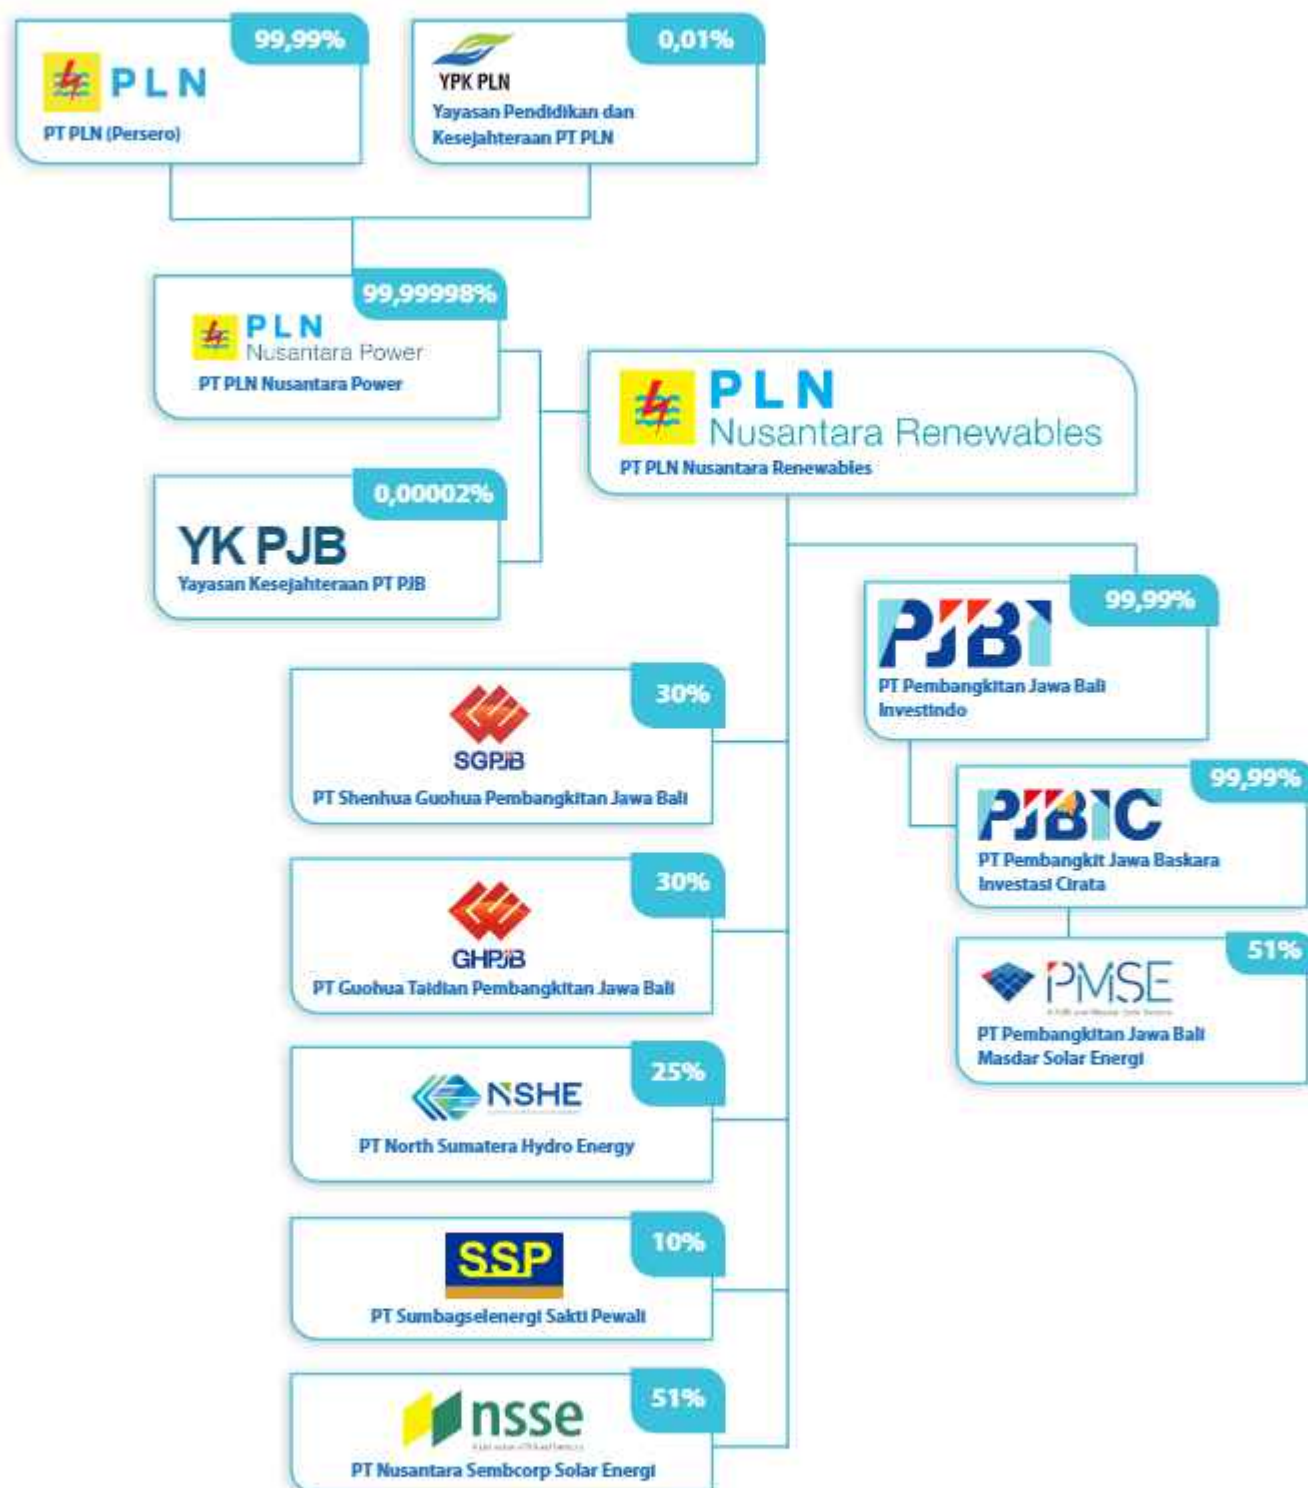 99,99%
PLN
PT PLN (Persero)
0,01%
YPK PLN
Yayasan Pendidikan dan
Kesejahteraan PT PLN
99,99998%
PLN
Nusantara Power
PT PLN Nusantara Power
0,00002%
YK PJB
Yayasan Kesejahteraan PT PJB
PLN
Nusantara Renewables
PT PLN Nusantara Renewables
30%
SGPJB
PT Shenhua Guohua Pembangkitan Jawa Bali
30%
GHPJB
PT Guohua Taidian Pembangkitan Jawa Bali
25%
NSHE
PT North Sumatera Hydro Energy
10%
SSP
PT Sumbagselenergi Sakti Pewali
51%
nsse
PT Nusantara Sembcorp Solar Energi
99,99%
PJBI
PT Pembangkitan Jawa Bali
Investindo
99,99%
PJBIC
PT Pembangkit Jawa Baskara
Investasi Cirata
51%
PMSE
PT Pembangkitan Jawa Bali
Masdar Solar Energi